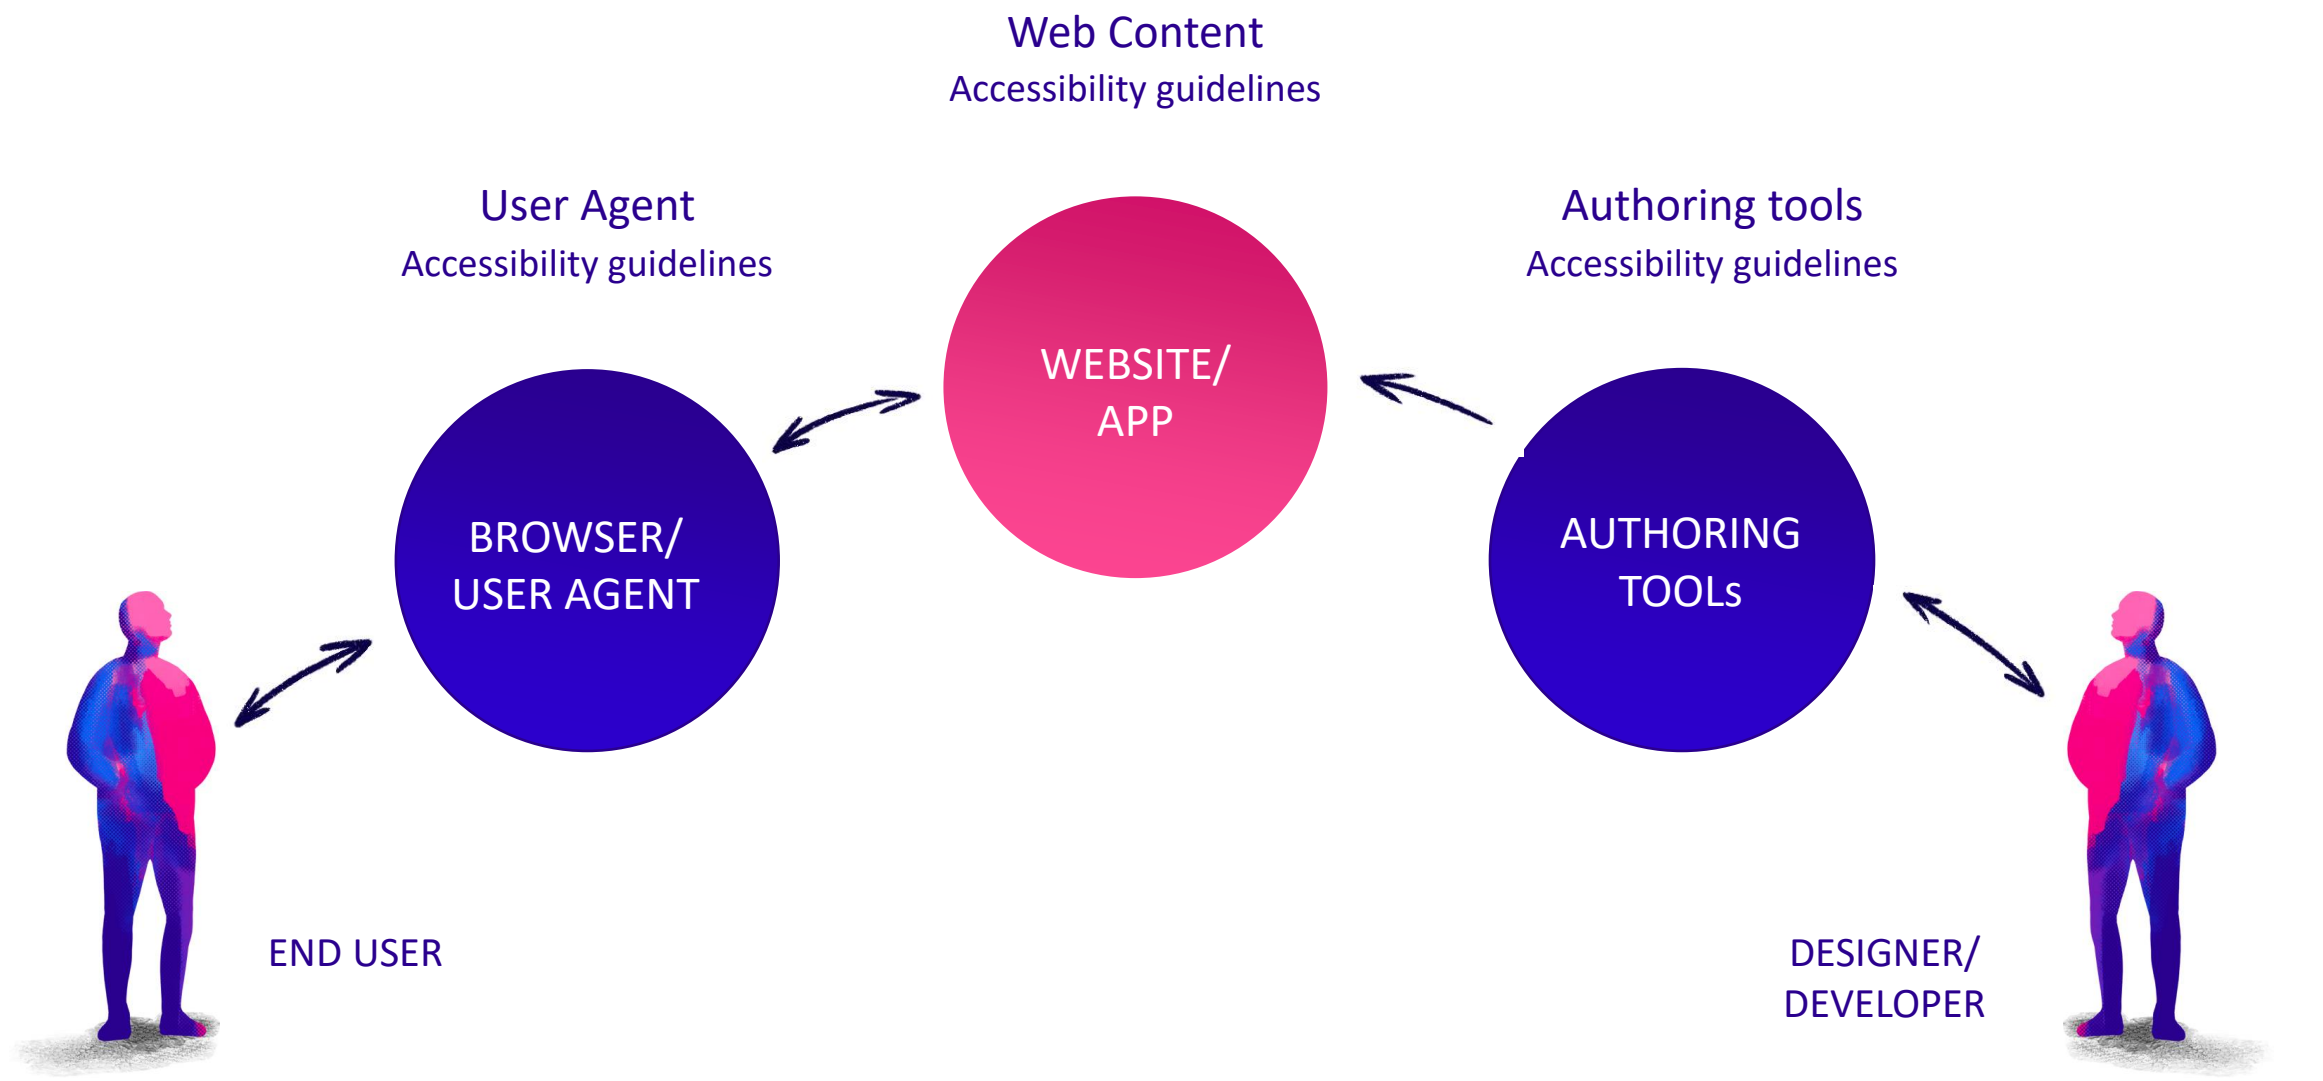 Web Content
Accessibility guidelines
User Agent
Accessibility guidelines
Authoring tools
Accessibility guidelines
WEBSITE/
APP
BROWSER/
USER AGENT
AUTHORING
TOOLs
END USER
DESIGNER/
DEVELOPER